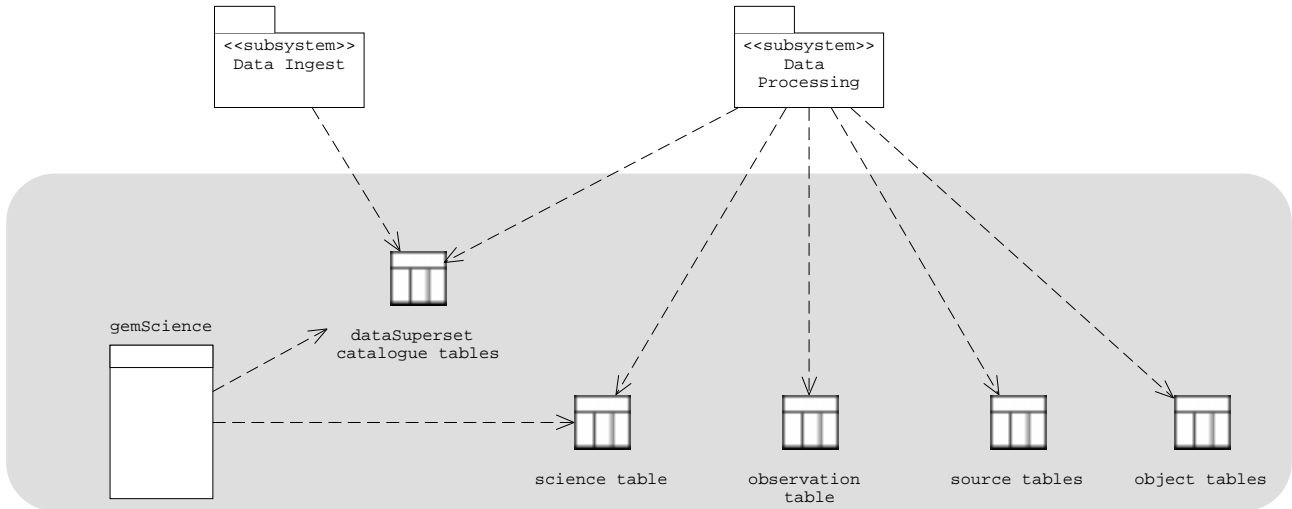 <<subsystem>>
Data Ingest
<<subsystem>>
Data
Processing
gemScience
dataSuperset
catalogue tables
science table
observation
table
source tables
object tables